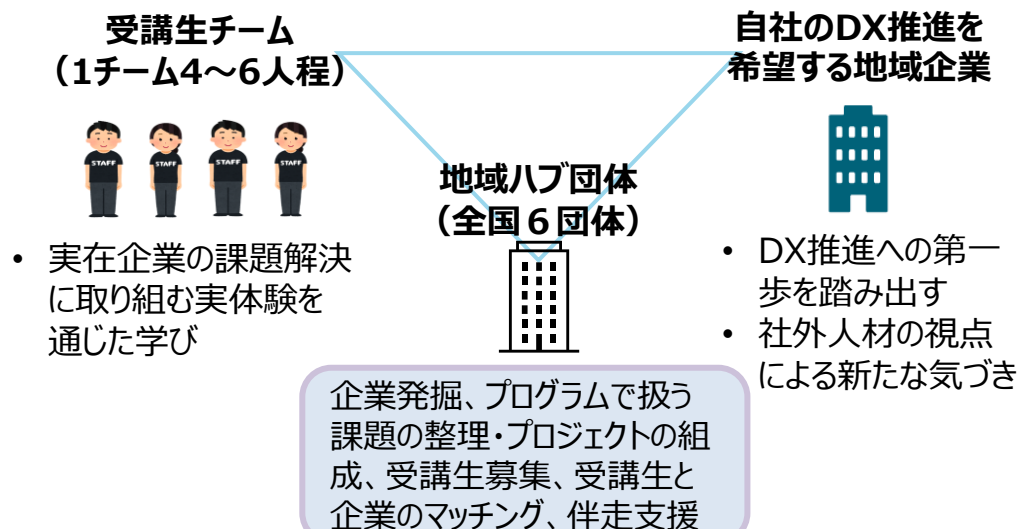 受講生チーム
（1チーム4～6人程）
STAFF
STAFF
STAFF
STAFF
• 実在企業の課題解決
に取り組む実体験を
通じた学び
自社のDX推進を
希望する地域企業
• DX推進への第一
歩を踏み出す
• 社外人材の視点
による新たな気づき
地域ハブ団体
（全国６団体）
企業発掘、プログラムで扱う
課題の整理・プロジェクトの組
成、受講生募集、受講生と
企業のマッチング、伴走支援